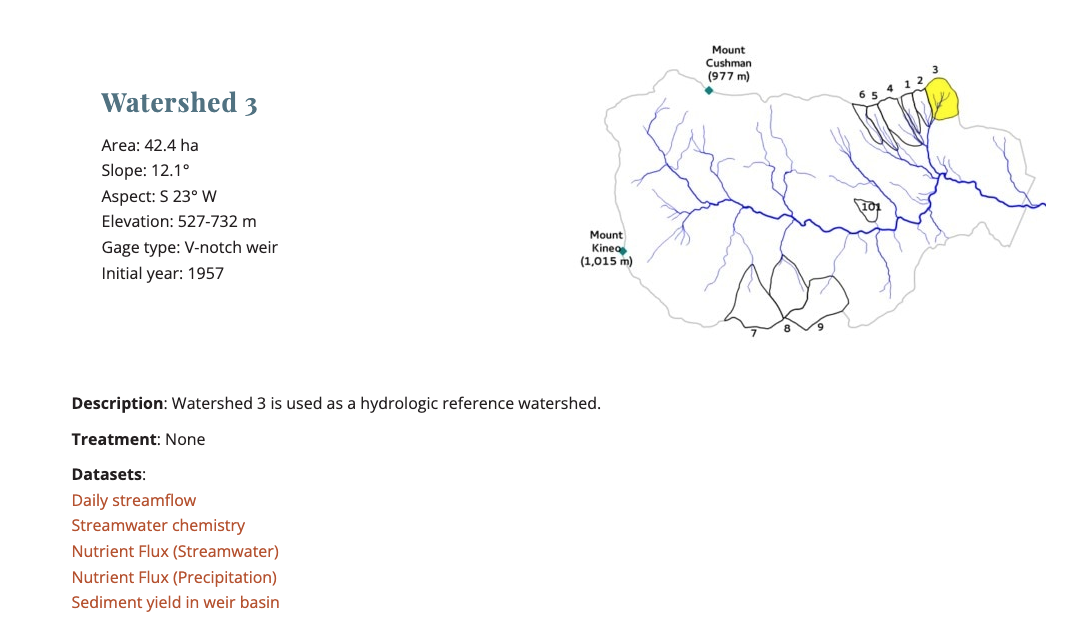 Watershed 3
Area: 42.4 ha
Slope: 12.1°
Aspect: S 23° W
Elevation: 527-732 m
Gage type: V-notch weir
Initial year: 1957
Mount
Cushman
(977 m)
6 5 4 1 2 3
101
Mount
Kineo
(1,015 m)
7 8 9
Description: Watershed 3 is used as a hydrologic reference watershed.
Treatment: None
Datasets:
Daily streamflow
Streamwater chemistry
Nutrient Flux (Streamwater)
Nutrient Flux (Precipitation)
Sediment yield in weir basin